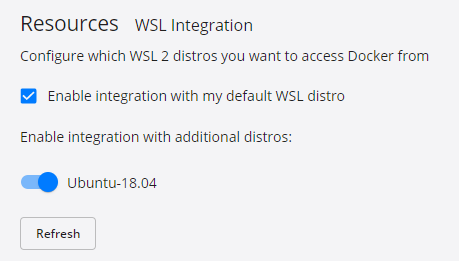 Resources WSL Integration
Configure which WSL 2 distros you want to access Docker from
Enable integration with my default WSL distro
Enable integration with additional distros:
Ubuntu-18.04
Refresh